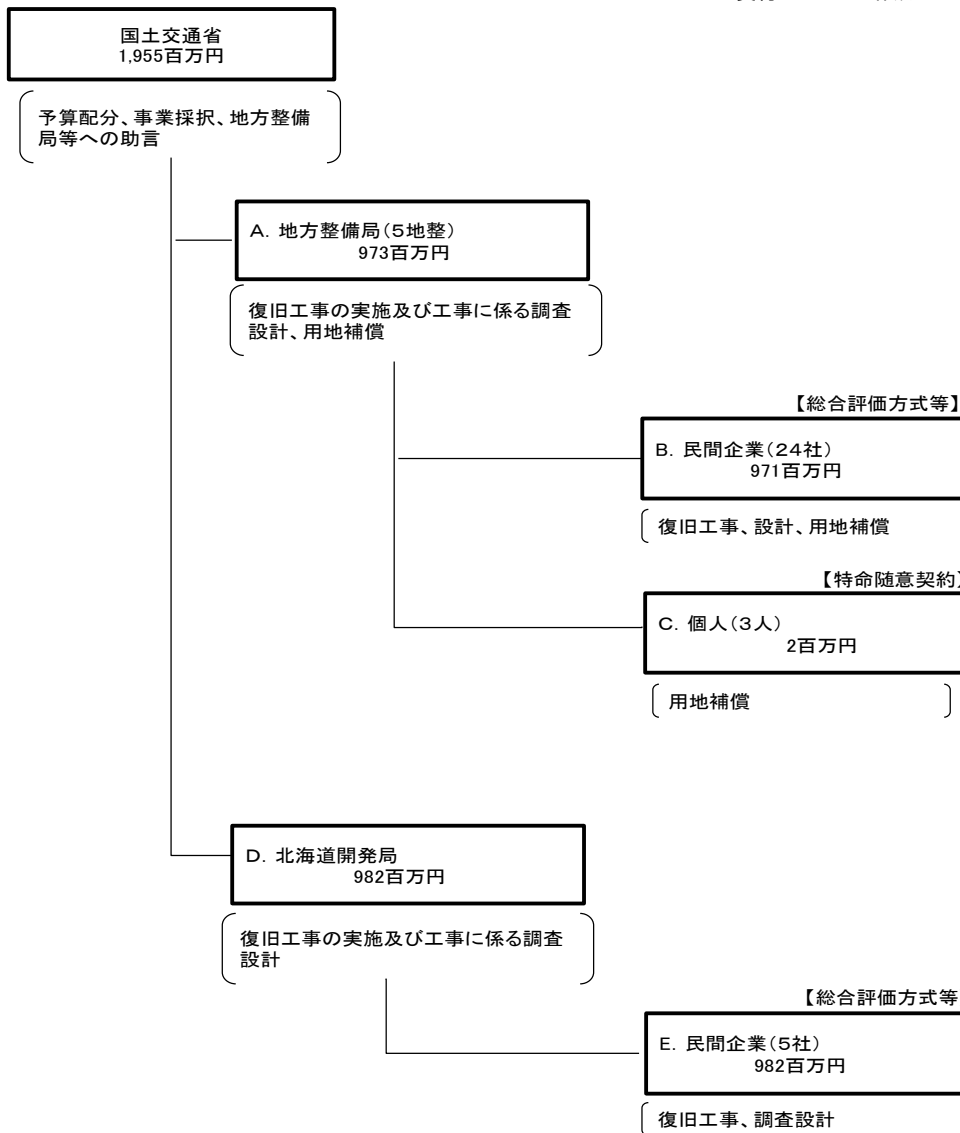 国土交通省
1,955百万円
予算配分、事業採択、地方整備
局等への助言
A. 地方整備局（5地整）
973百万円
復旧工事の実施及び工事に係る調査
設計、用地補償
【総合評価方式等】
B. 民間企業（24社）
971百万円
復旧工事、設計、用地補償
【特命随意契約】
C. 個人（3人）
2百万円
用地補償
D. 北海道開発局
982百万円
復旧工事の実施及び工事に係る調査
設計
【総合評価方式等
E. 民間企業（5社）
982百万円
復旧工事、調査設計